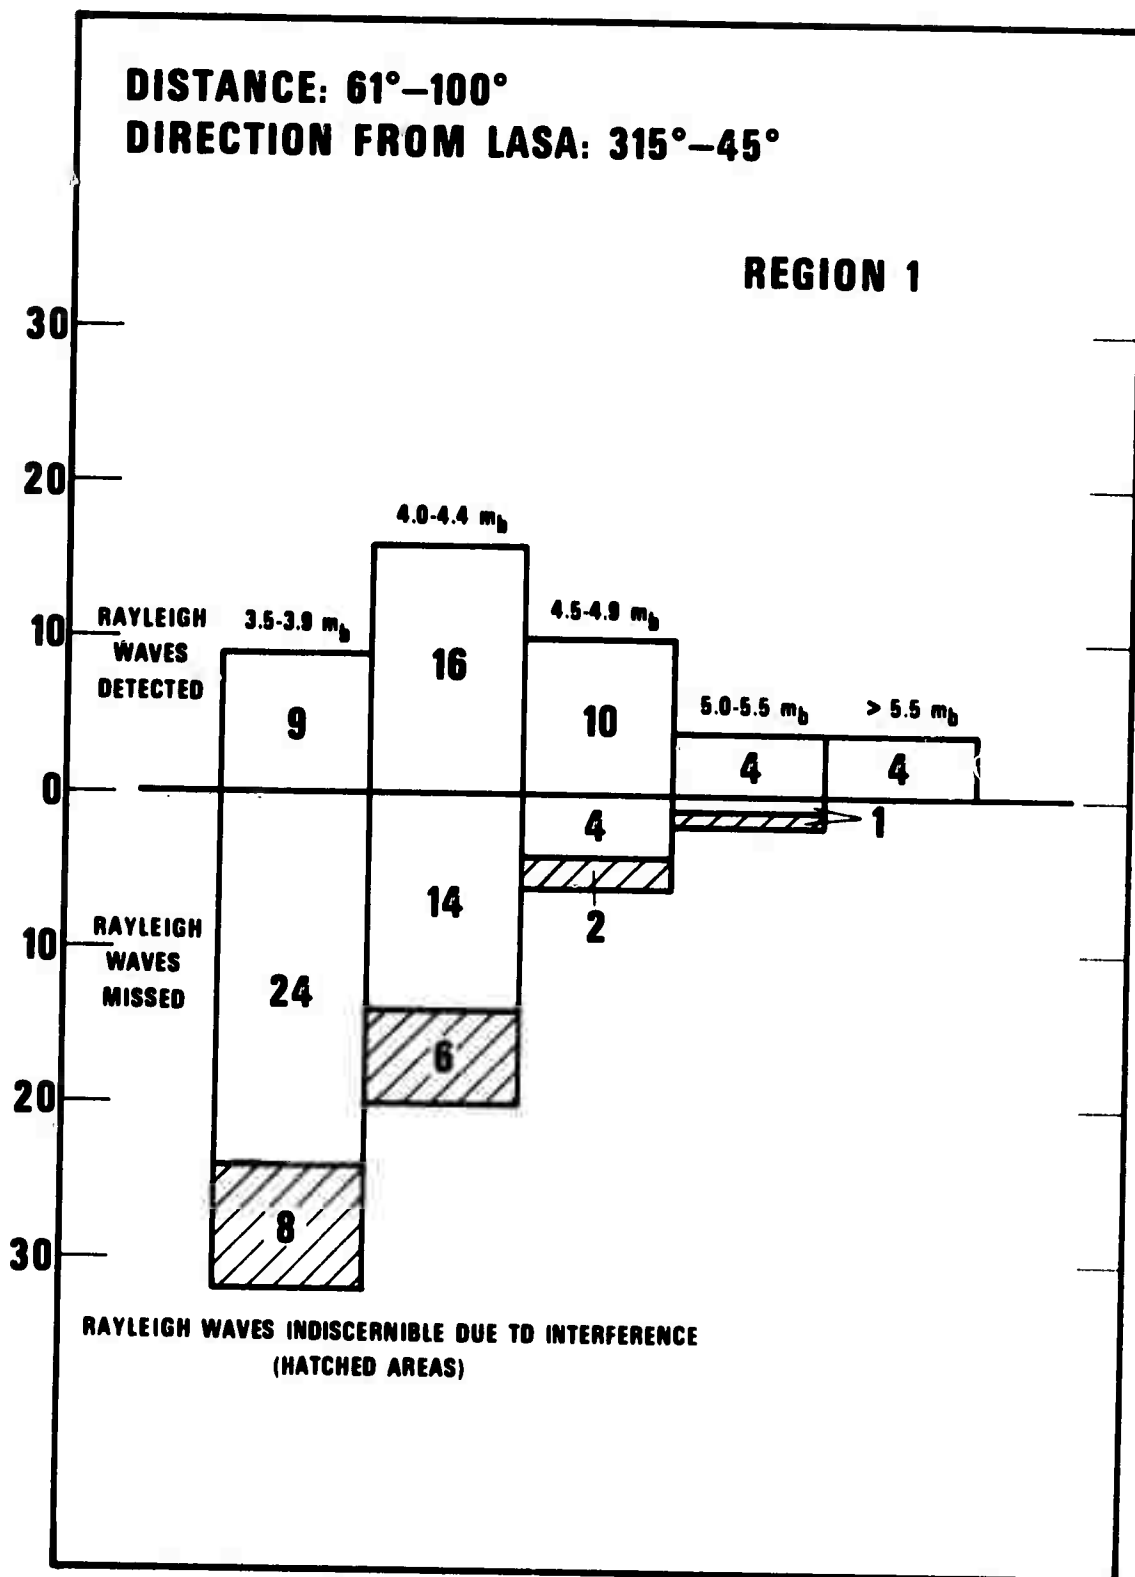 DISTANCE: 61°–100°
DIRECTION FROM LASA: 315°–45°
REGION 1
30
20
4.0-4.4 mb
10
RAYLEIGH
WAVES
DETECTED
3.5-3.9 mb
4.5-4.9 mb
5.0-5.5 mb
> 5.5 mb
9
16
10
4
4
0
4
1
2
14
10
RAYLEIGH
WAVES
MISSED
24
6
20
8
30
RAYLEIGH WAVES INDISCERNIBLE DUE TO INTERFERENCE
(HATCHED AREAS)